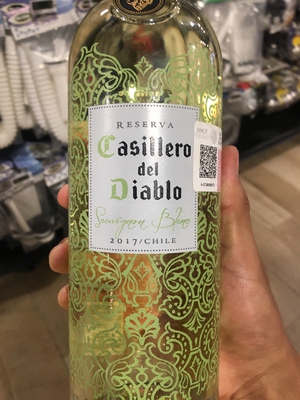 RESERVA
Casillero
del
Diablo
Sauvignon Blanc
2017/CHILE